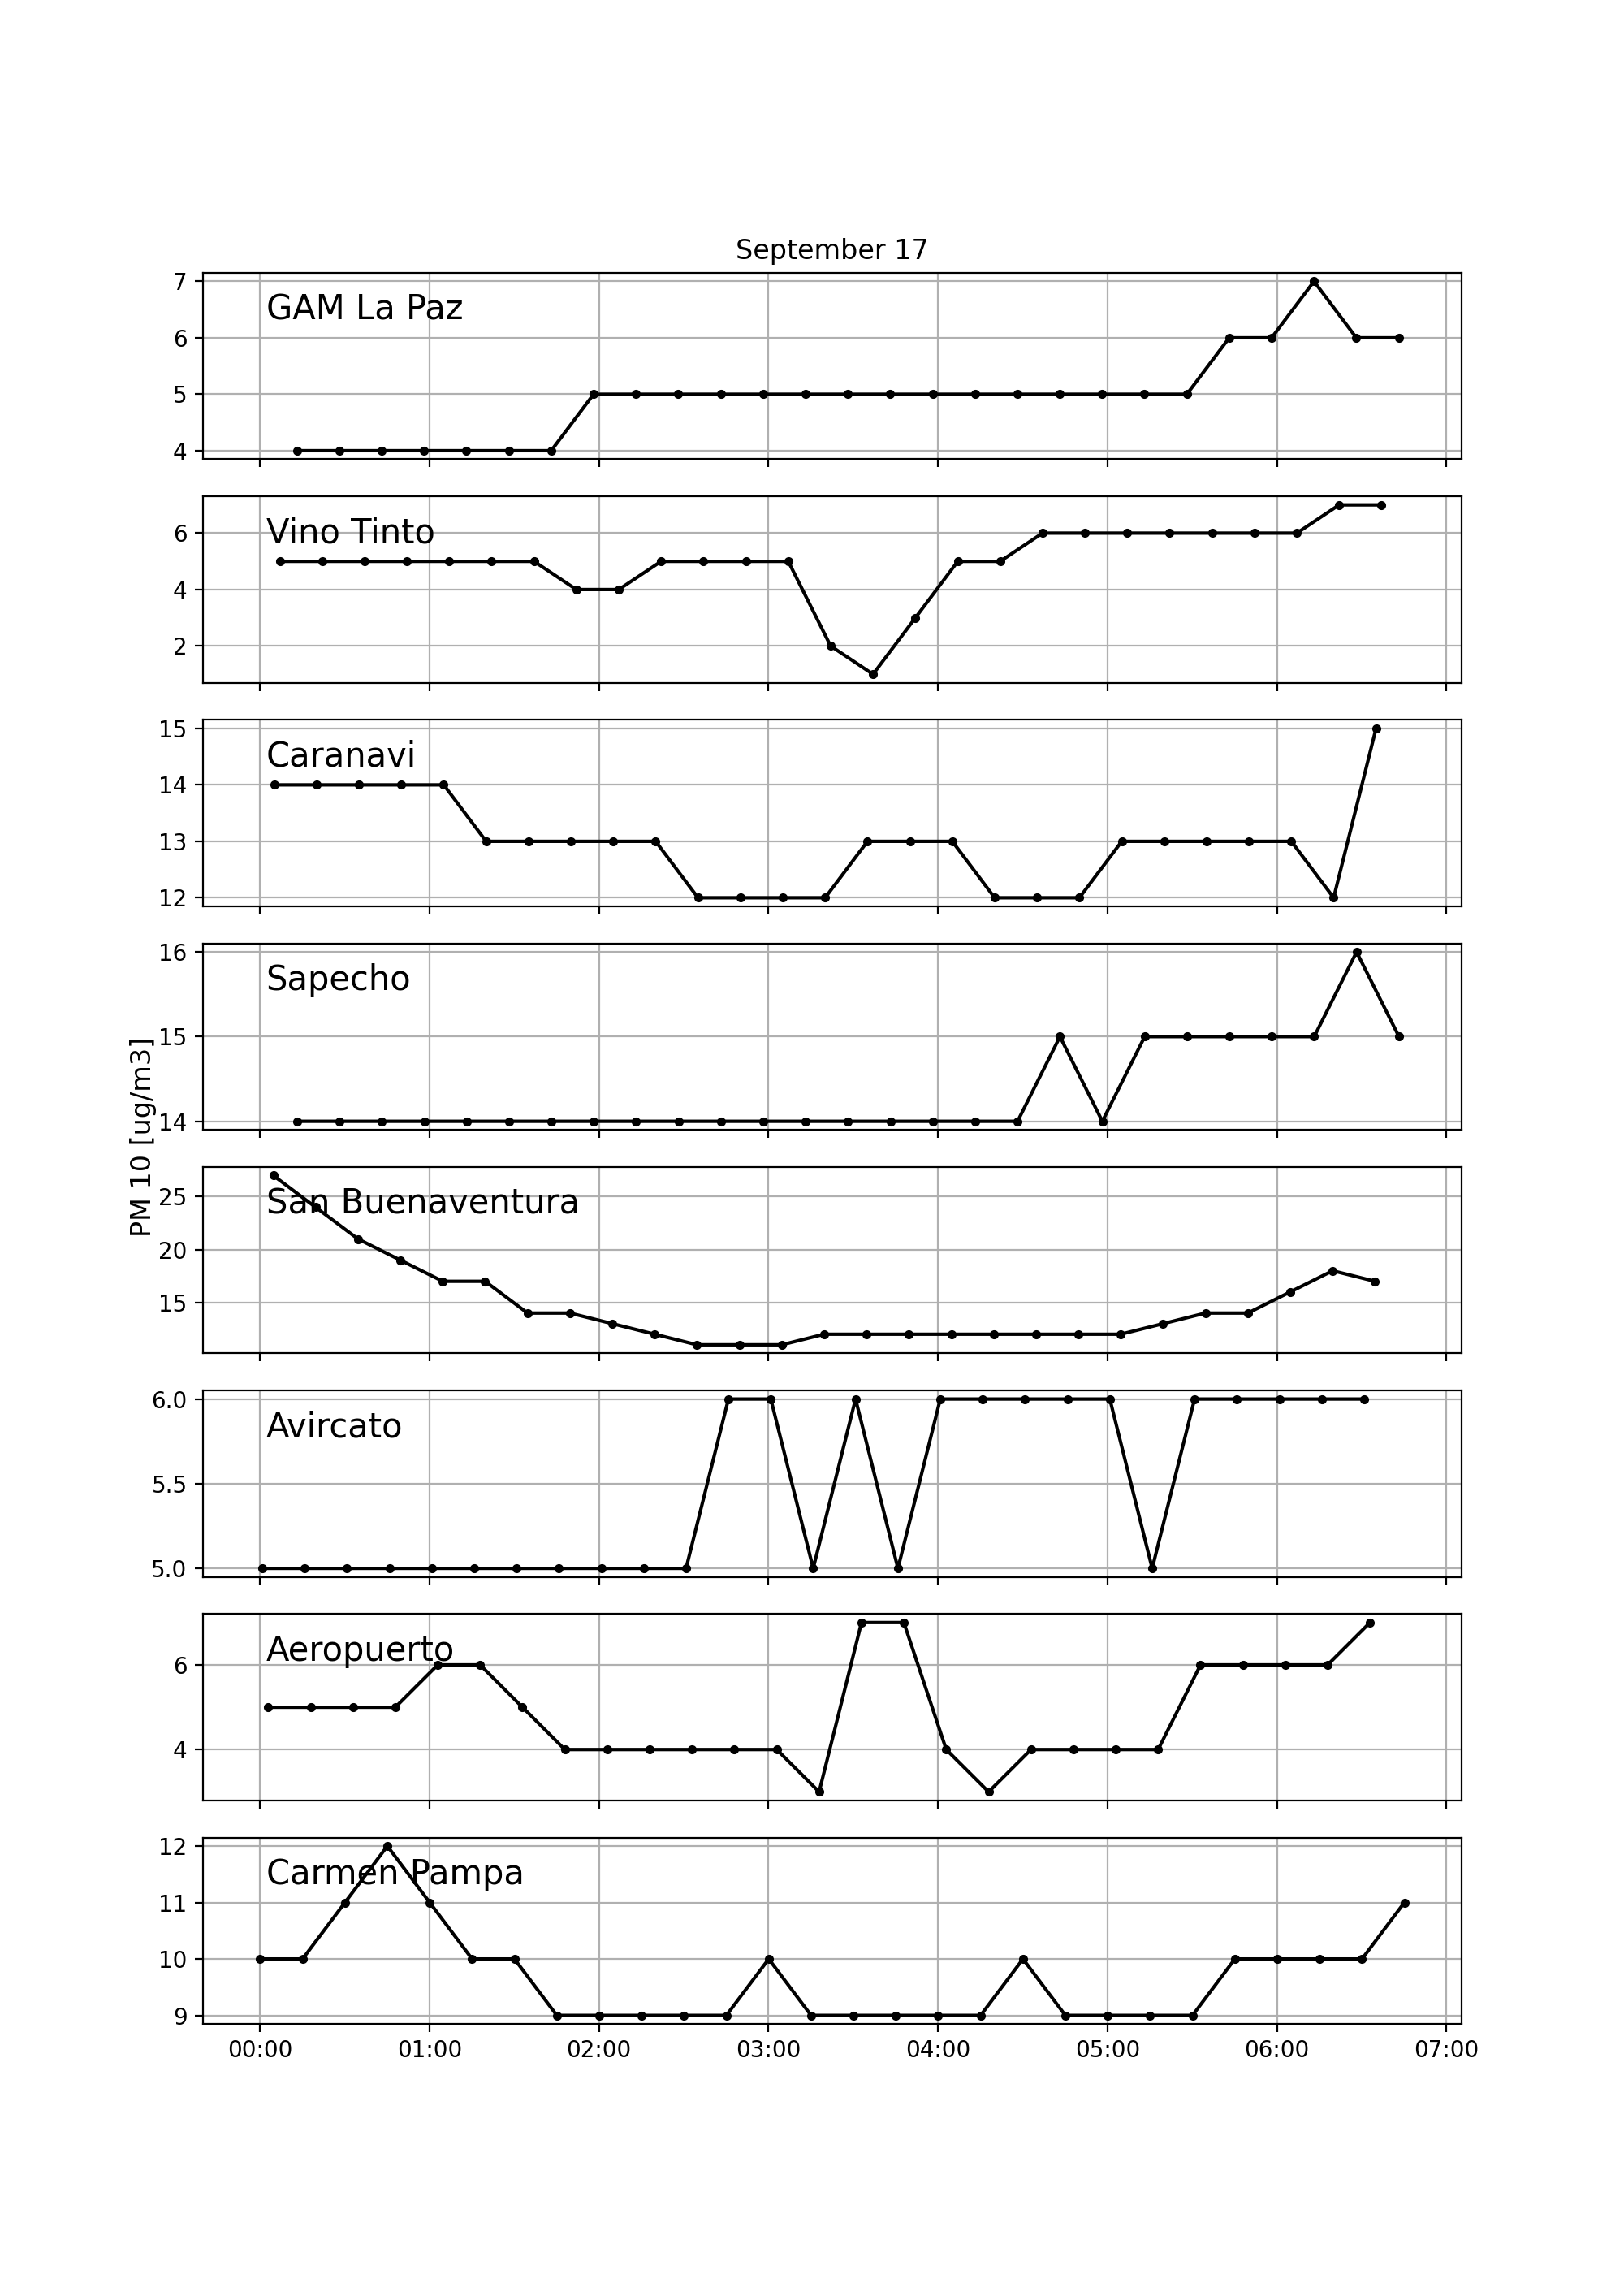 September 17
PM 10 [ug/m3]
GAM La Paz
7
6
5
4
Vino Tinto
6
4
2
Caranavi
15
14
13
12
Sapecho
16
15
14
San Buenaventura
25
20
15
Avircato
6.0
5.5
5.0
Aeropuerto
6
4
Carmen Pampa
12
11
10
9
00:00 01:00 02:00 03:00 04:00 05:00 06:00 07:00